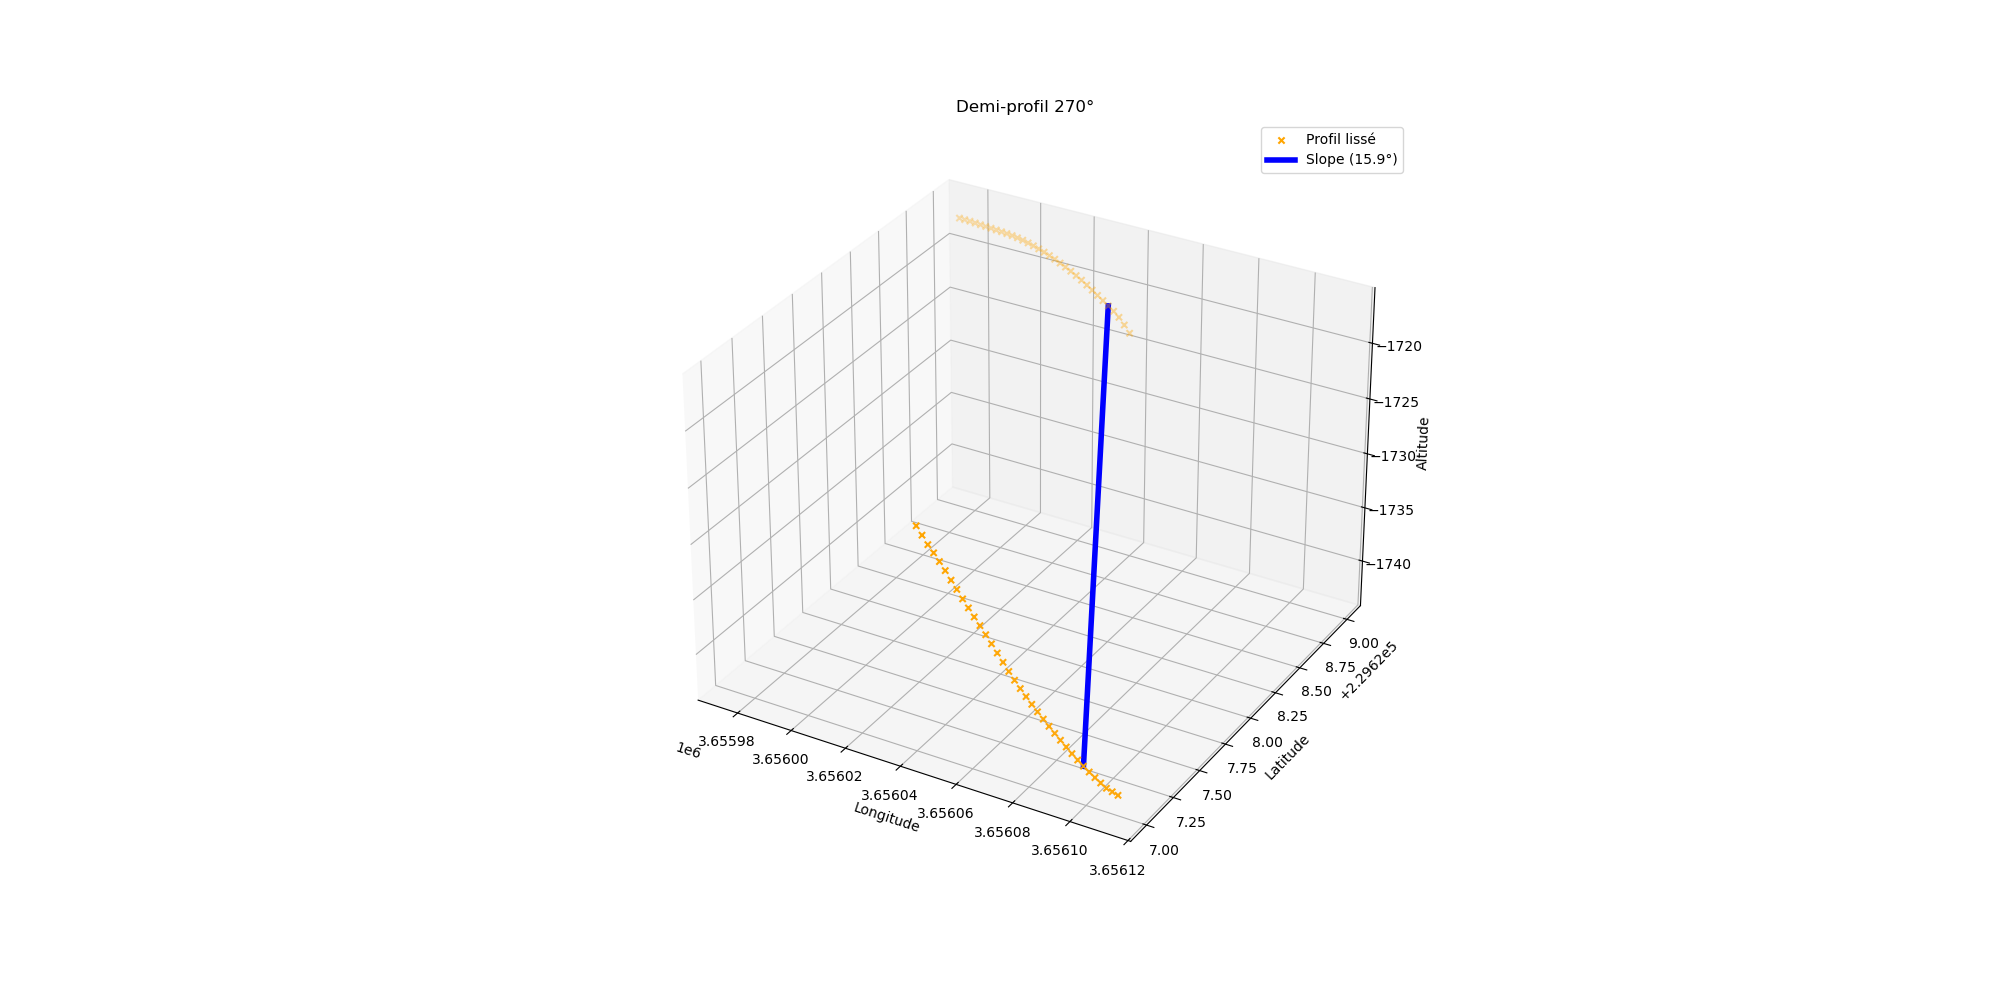 Demi-profil 270°
Profil lissé
Slope (15.9°)
−1720
−1725
−1730
−1735
−1740
Altitude
9.00
8.75
8.50
8.25
8.00
7.75
7.50
7.25
7.00
+2.2962e5
Latitude
3.65598
3.65600
3.65602
3.65604
3.65606
3.65608
3.65610
3.65612
1e6
Longitude